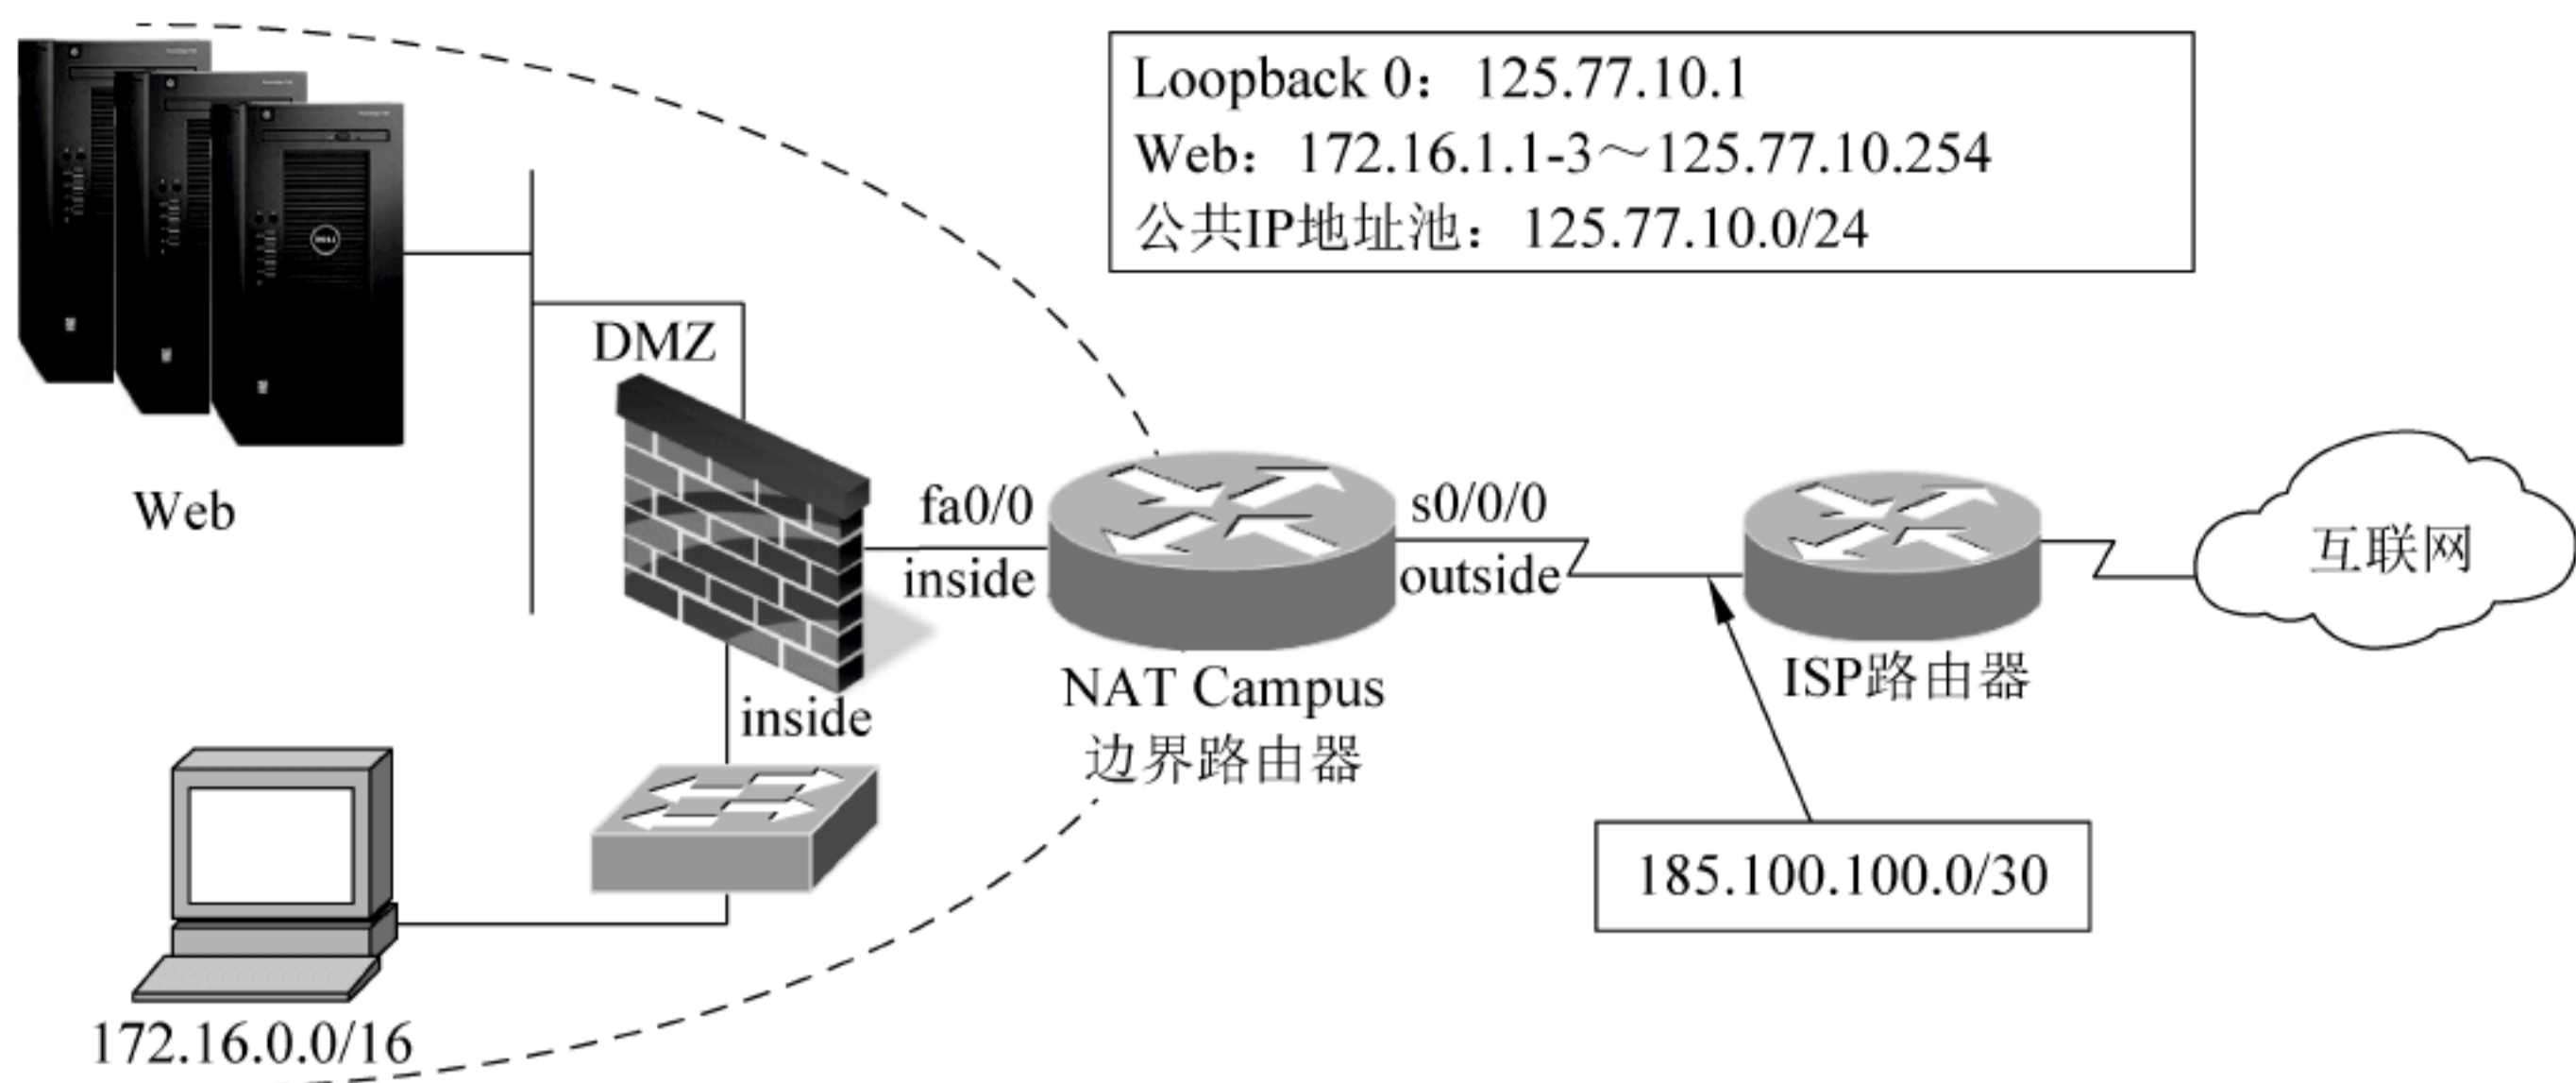 Loopback 0：125.77.10.1
Web：172.16.1.1-3～125.77.10.254
公共IP地址池：125.77.10.0/24
DMZ
Web
fa0/0
inside
s0/0/0
outside
互联网
inside
NAT Campus
边界路由器
ISP路由器
185.100.100.0/30
172.16.0.0/16